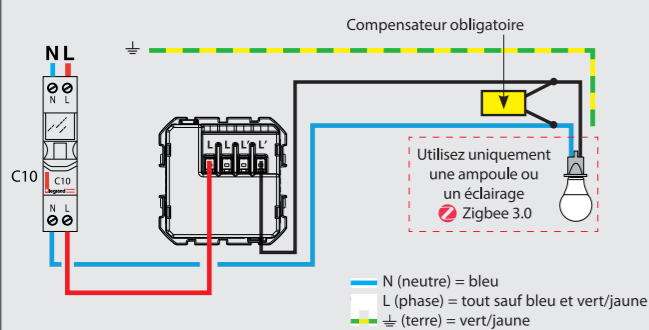 Compensateur obligatoire
N L
N L
C10
C10
legrand
N L
L L L' L'
Utilisez uniquement
une ampoule ou
un éclairage
Zigbee 3.0
N (neutre) = bleu
L (phase) = tout sauf bleu et vert/jaune
(terre) = vert/jaune